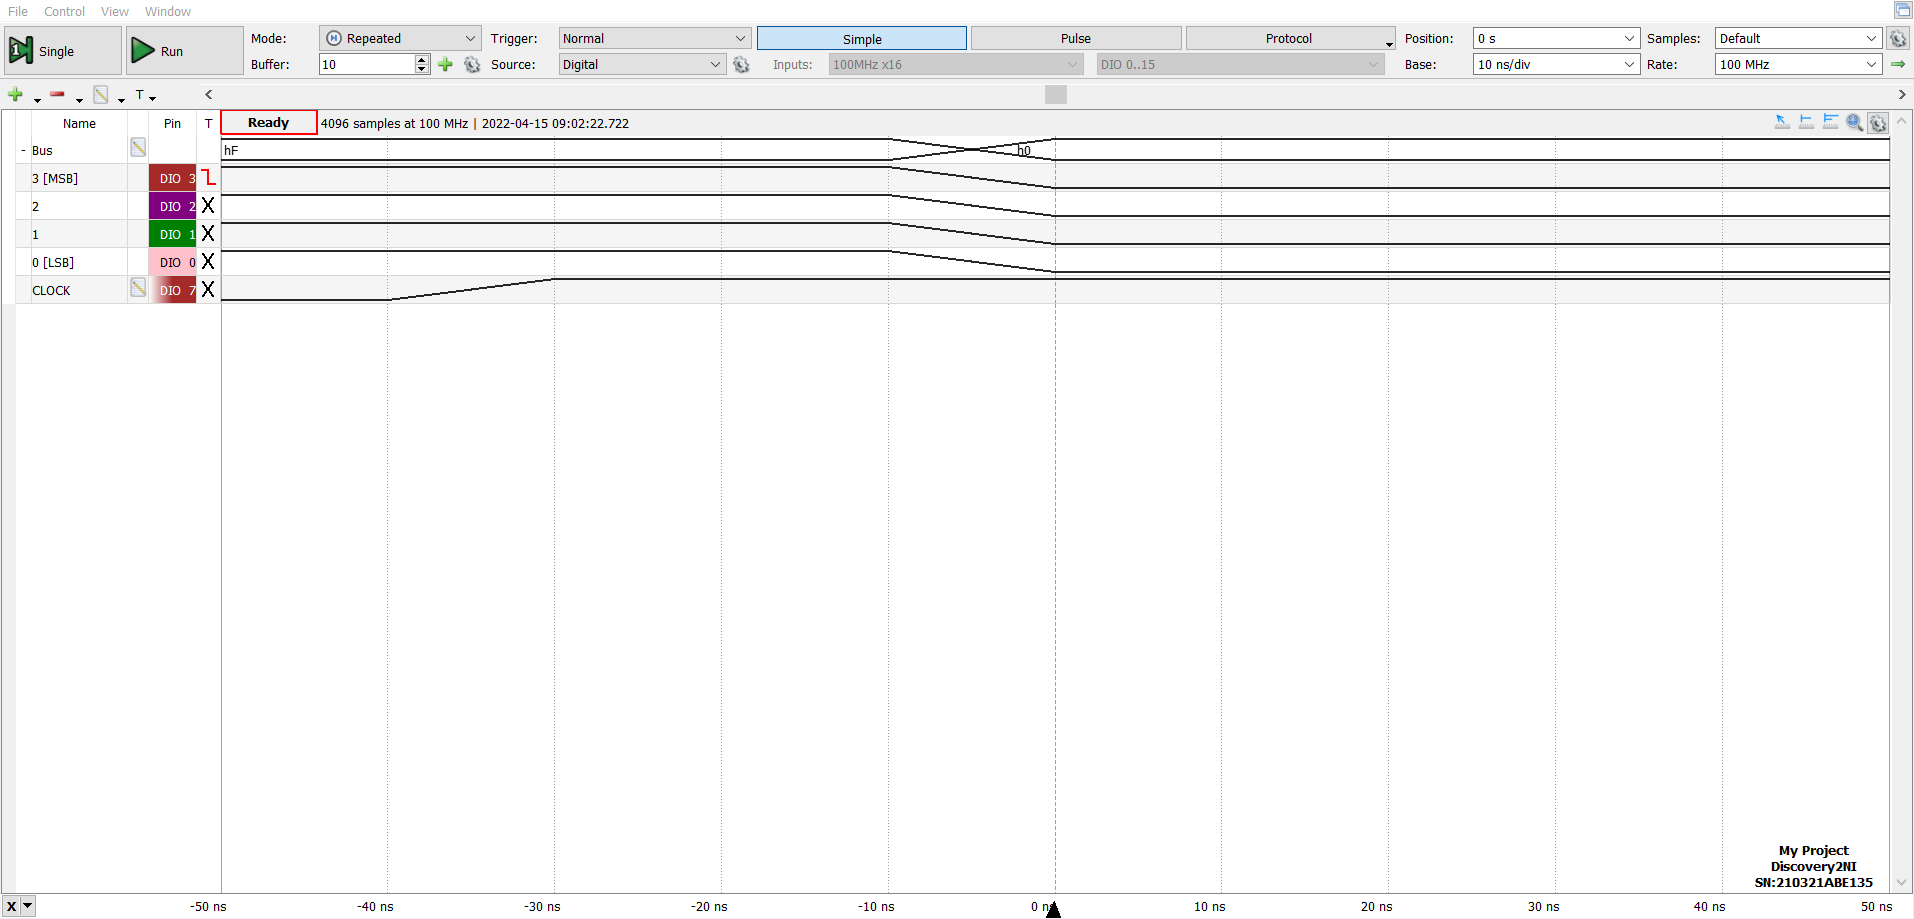 File Control View Window
Single Run Mode: Repeated Trigger: Normal Simple Pulse Protocol Position: 0 s Samples: Default
Buffer: 10 Source: Digital Inputs: 100MHz x16 DIO 0..15 Base: 10 ns/div Rate: 100 MHz
T
Name Pin T Ready 4096 samples at 100 MHz | 2022-04-15 09:02:22.722
- Bus hF h0
3 [MSB] DIO 3
2 DIO 2 X
1 DIO 1 X
0 [LSB] DIO 0 X
CLOCK DIO 7 X
My Project
Discovery2NI
SN:210321ABE135
X -50 ns -40 ns -30 ns -20 ns -10 ns 0 ns 10 ns 20 ns 30 ns 40 ns 50 ns